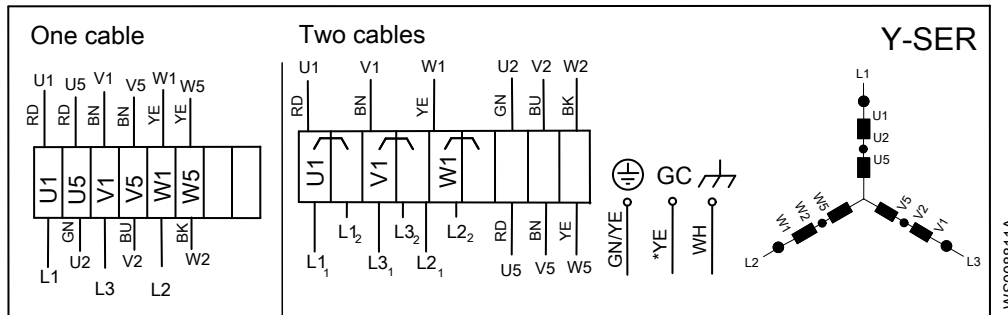 One cable
Two cables
Y-SER
U1 U5 V1 V5 W1 W5
RD RD BN BN YE YE
U1 U5 V1 V5 W1 W5
GN BU BK
L1 U2 L3 V2 L2 W2
U1 V1 W1 U2 V2 W2
RD BN YE GN BU BK
U1 V1 W1
L1₁ L1₂ L3₁ L3₂ L2₁ L2₂
RD BN YE
U5 V5 W5
GC
GN/YE *YE WH
L1
U1
U2
U5
W1 W2 W5
V5 V2 V1
L2 L3